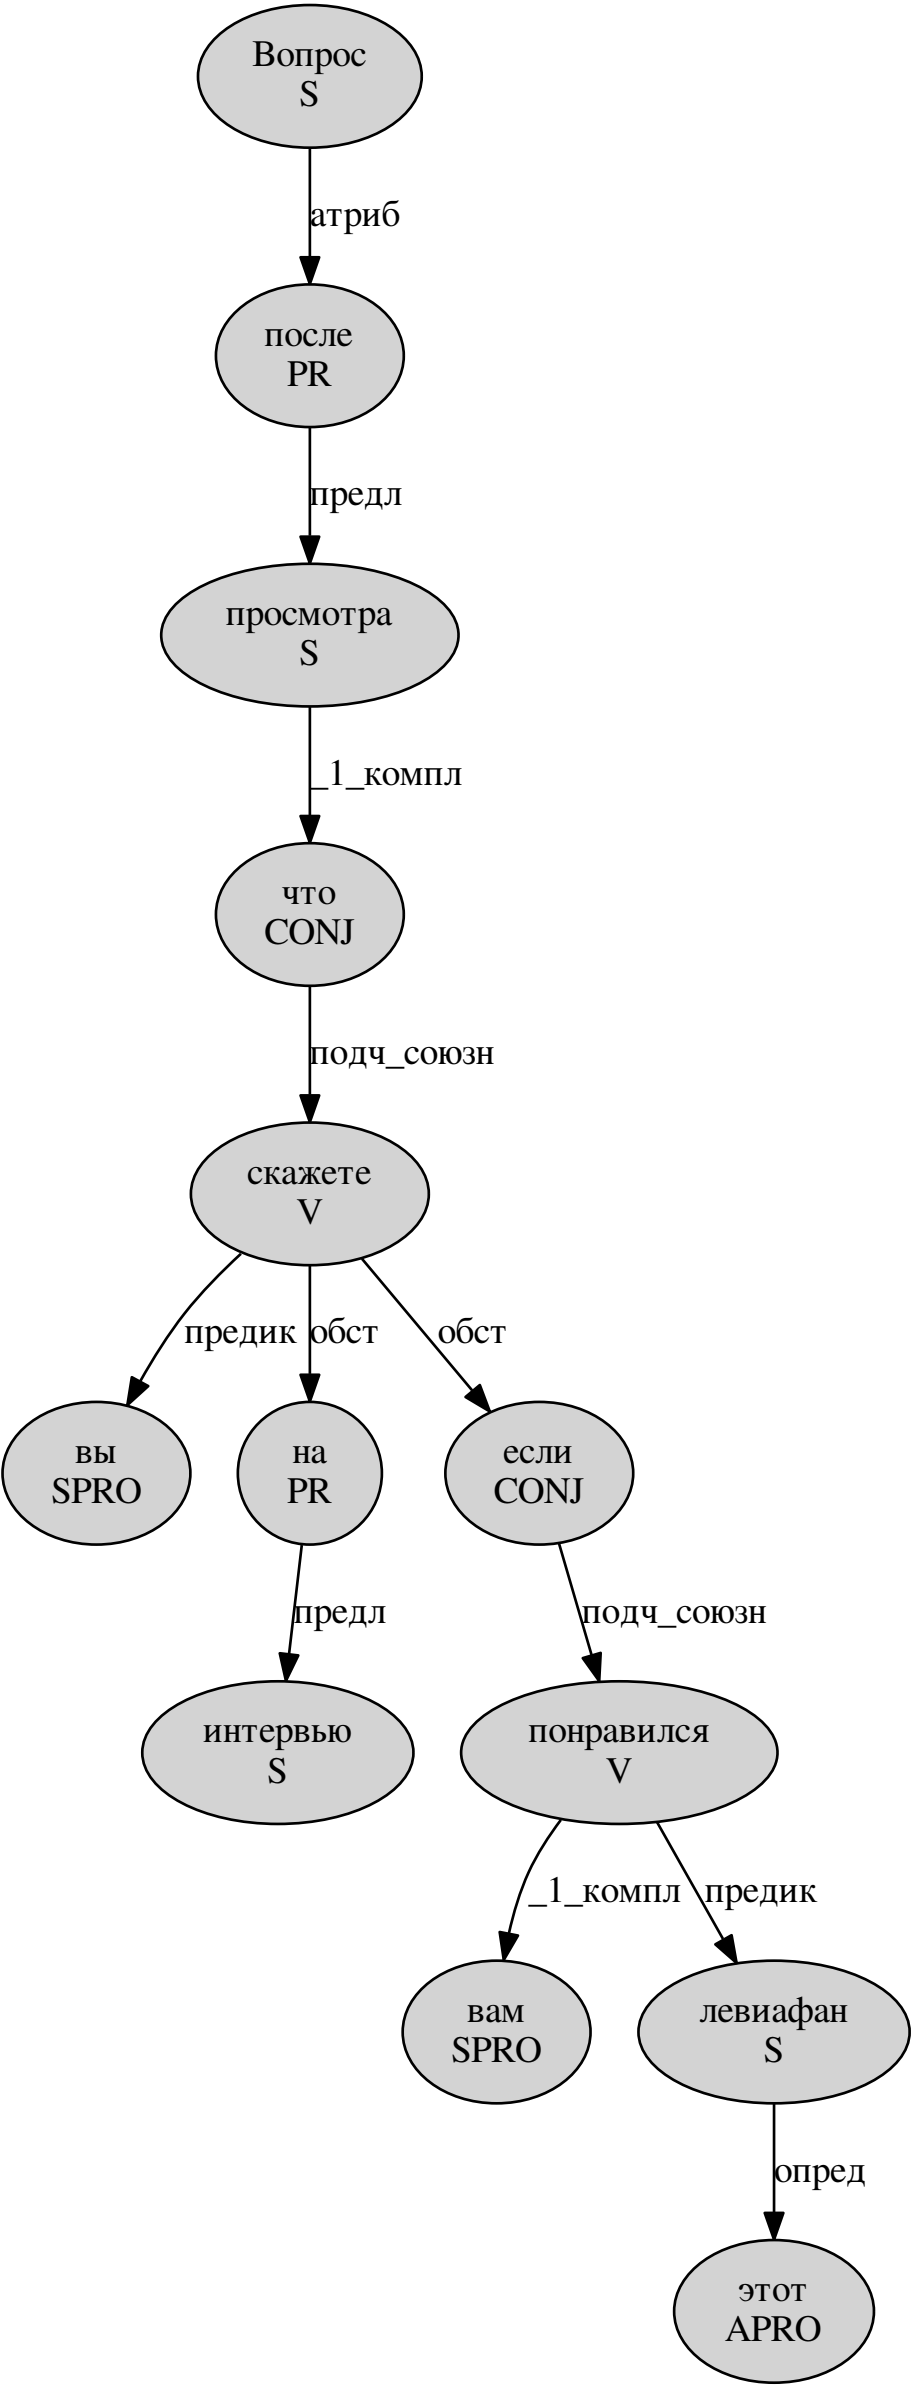 Вопрос
S
атриб
после
PR
предл
просмотра
S
_1_компл
что
CONJ
подч_союзн
скажете
V
предик
обст
обст
вы
SPRO
на
PR
если
CONJ
предл
подч_союзн
интервью
S
понравился
V
_1_компл
предик
вам
SPRO
левиафан
S
опред
этот
APRO